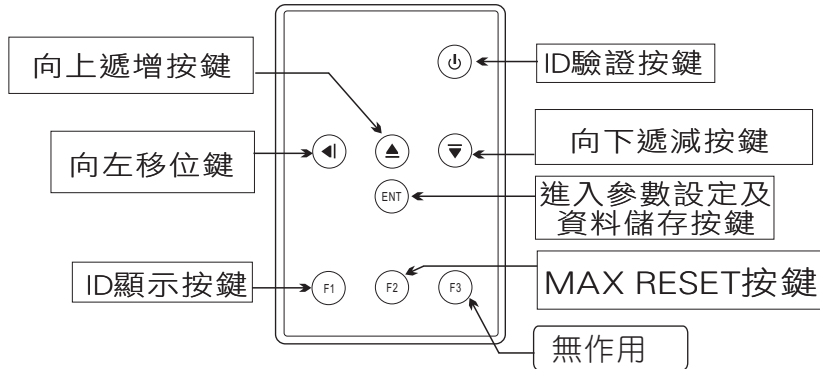 向上遞增按鍵
ID驗證按鍵
向左移位鍵
向下遞減按鍵
ENT
進入參數設定及
資料儲存按鍵
ID顯示按鍵
F1
F2
F3
MAX RESET按鍵
無作用